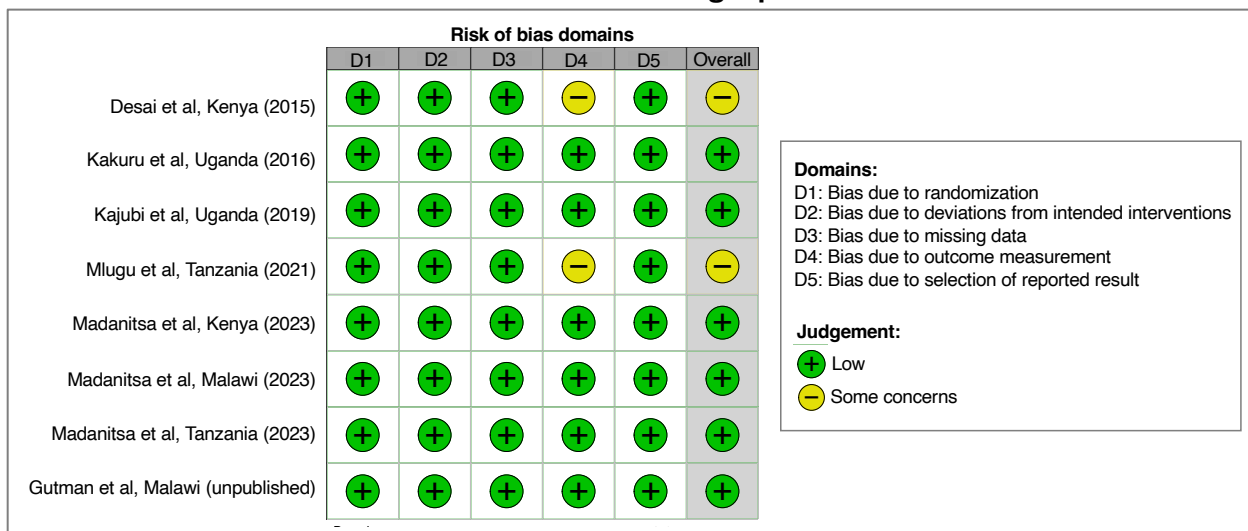 Risk of bias domains
D1 D2 D3 D4 D5 Overall
Desai et al, Kenya (2015) + + + − + −
Kakuru et al, Uganda (2016) + + + + + +
Kajubi et al, Uganda (2019) + + + + + +
Mlugu et al, Tanzania (2021) + + + − + −
Madanitsa et al, Kenya (2023) + + + + + +
Madanitsa et al, Malawi (2023) + + + + + +
Madanitsa et al, Tanzania (2023) + + + + + +
Gutman et al, Malawi (unpublished) + + + + + +
Domains:
D1: Bias due to randomization
D2: Bias due to deviations from intended interventions
D3: Bias due to missing data
D4: Bias due to outcome measurement
D5: Bias due to selection of reported result
Judgement:
+ Low
− Some concerns